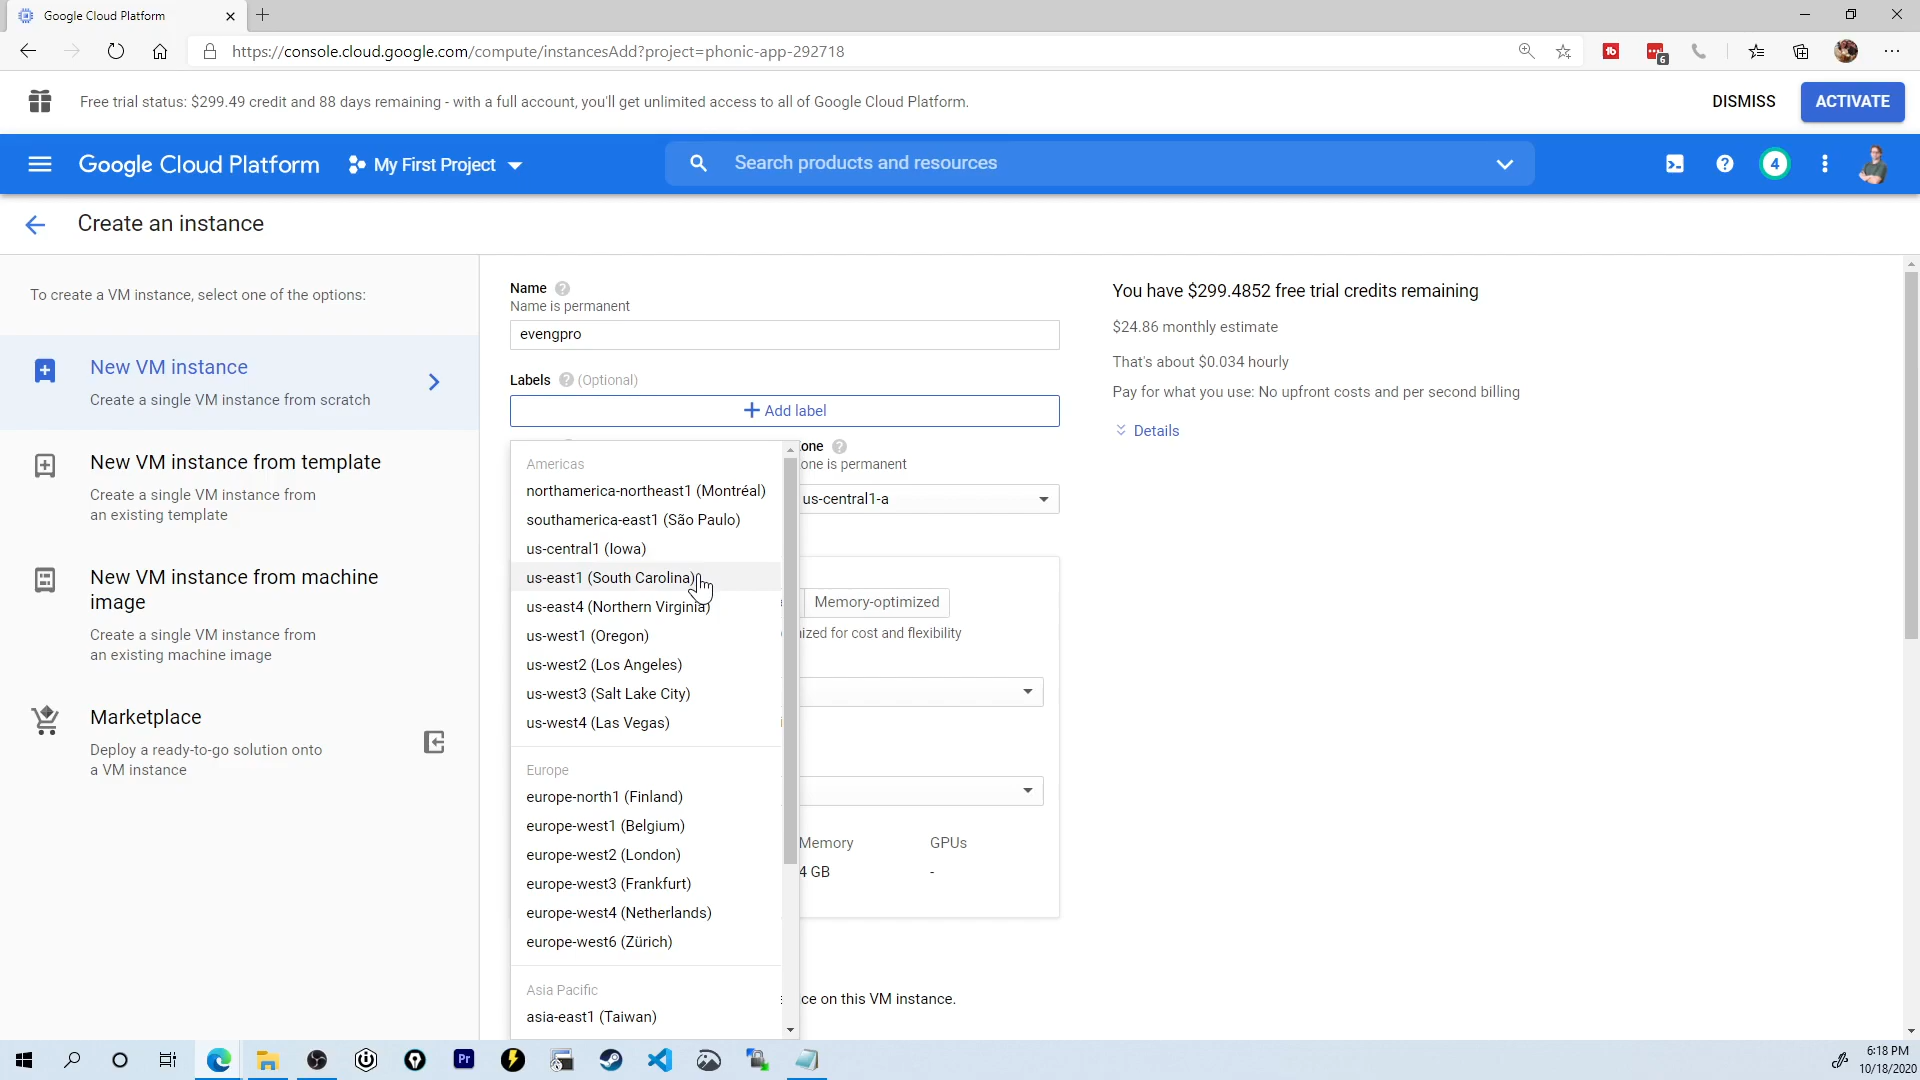 Google Cloud Platform
https://console.cloud.google.com/compute/instancesAdd?project=phonic-app-292718
6
Free trial status: $299.49 credit and 88 days remaining - with a full account, you'll get unlimited access to all of Google Cloud Platform.
DISMISS
ACTIVATE
Google Cloud Platform
My First Project
Search products and resources
4
Create an instance
To create a VM instance, select one of the options:
New VM instance
Create a single VM instance from scratch
New VM instance from template
Create a single VM instance from
an existing template
New VM instance from machine
image
Create a single VM instance from
an existing machine image
Marketplace
Deploy a ready-to-go solution onto
a VM instance
Name
Name is permanent
evengpro
Labels (Optional)
Add label
Americas
northamerica-northeast1 (Montréal)
southamerica-east1 (São Paulo)
us-central1 (Iowa)
us-east1 (South Carolina)
us-east4 (Northern Virginia)
us-west1 (Oregon)
us-west2 (Los Angeles)
us-west3 (Salt Lake City)
us-west4 (Las Vegas)
Europe
europe-north1 (Finland)
europe-west1 (Belgium)
europe-west2 (London)
europe-west3 (Frankfurt)
europe-west4 (Netherlands)
europe-west6 (Zürich)
Asia Pacific
asia-east1 (Taiwan)
one
one is permanent
us-central1-a
Memory-optimized
ized for cost and flexibility
Memory
GPUs
4 GB
-
ce on this VM instance.
You have $299.4852 free trial credits remaining
$24.86 monthly estimate
That's about $0.034 hourly
Pay for what you use: No upfront costs and per second billing
Details
Pr
6:18 PM
10/18/2020